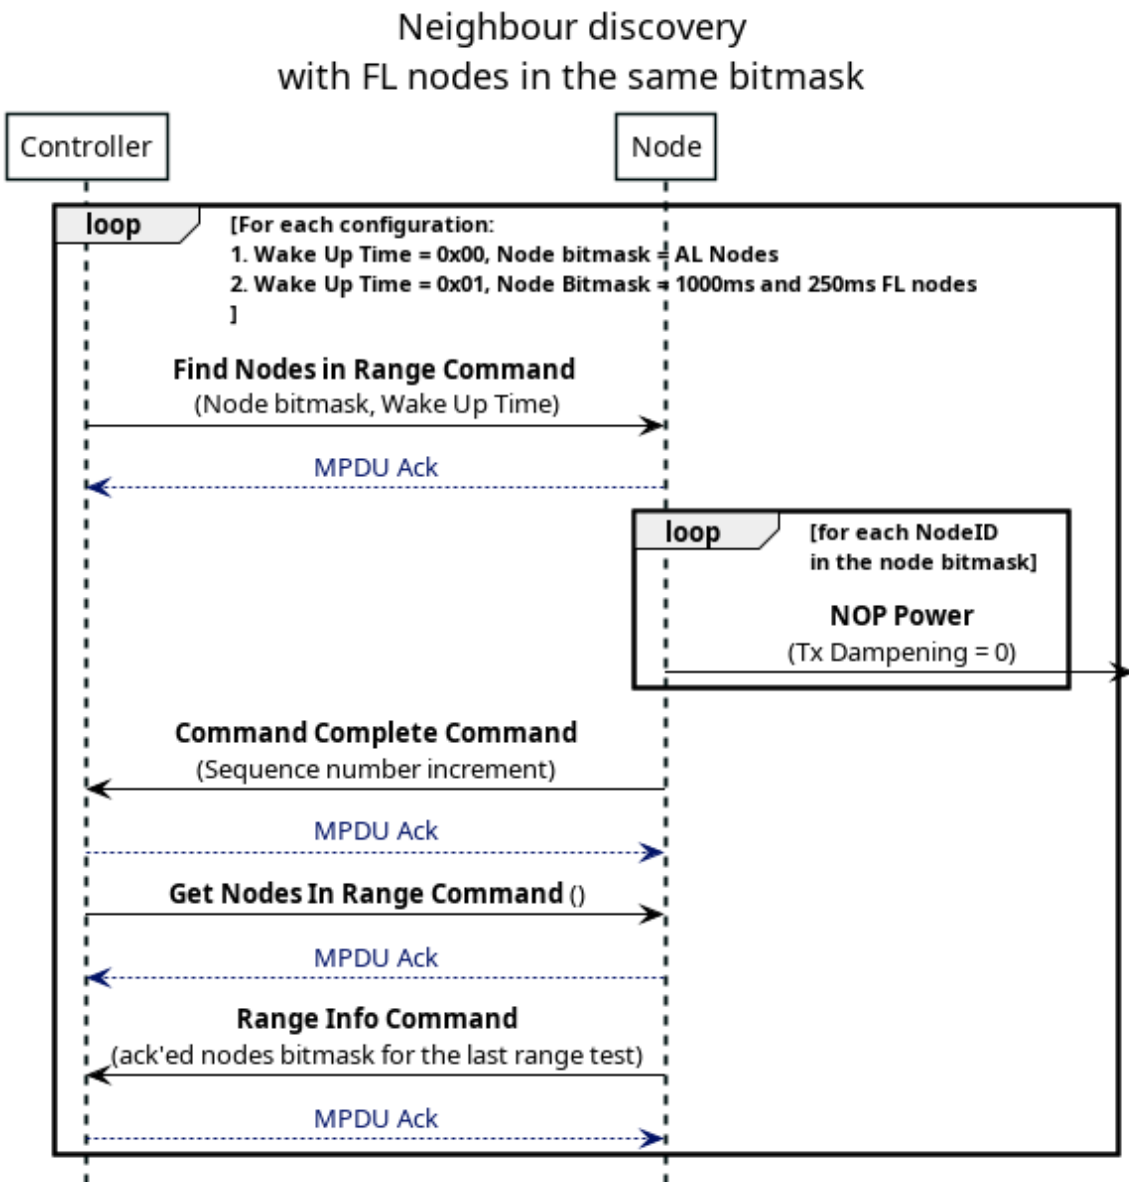 Neighbour discovery
with FL nodes in the same bitmask
Controller
Node
loop
[For each configuration:
1. Wake Up Time = 0x00, Node bitmask = AL Nodes
2. Wake Up Time = 0x01, Node Bitmask = 1000ms and 250ms FL nodes
]
Find Nodes in Range Command
(Node bitmask, Wake Up Time)
MPDU Ack
loop
[for each NodeID
in the node bitmask]
NOP Power
(Tx Dampening = 0)
Command Complete Command
(Sequence number increment)
MPDU Ack
Get Nodes In Range Command ()
MPDU Ack
Range Info Command
(ack'ed nodes bitmask for the last range test)
MPDU Ack